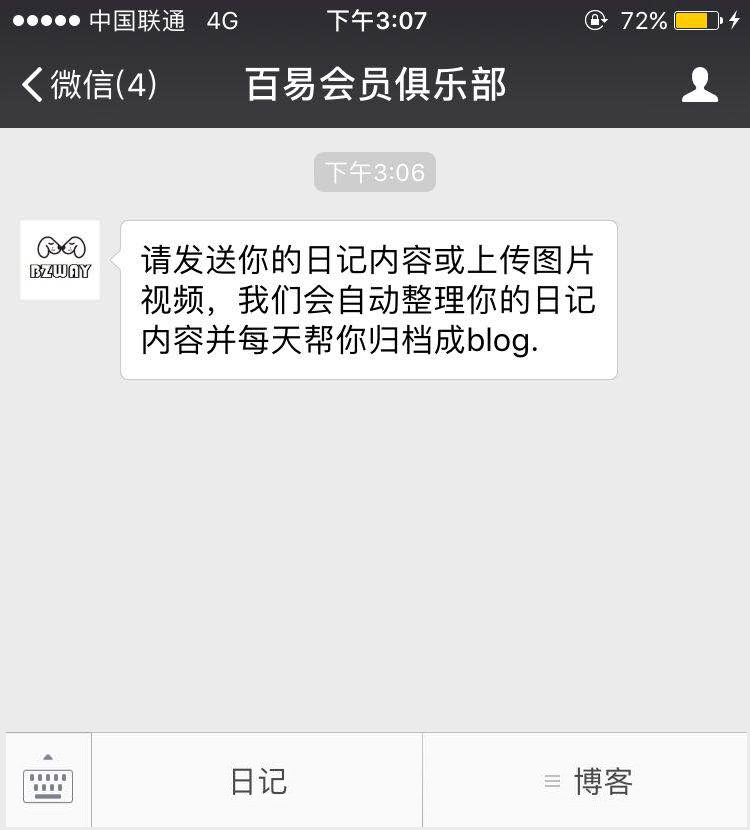 中国联通 4G 下午3:07 72%
微信(4) 百易会员俱乐部
下午3:06
BZWAY
请发送你的日记内容或上传图片
视频，我们会自动整理你的日记
内容并每天帮你归档成blog.
日记 博客